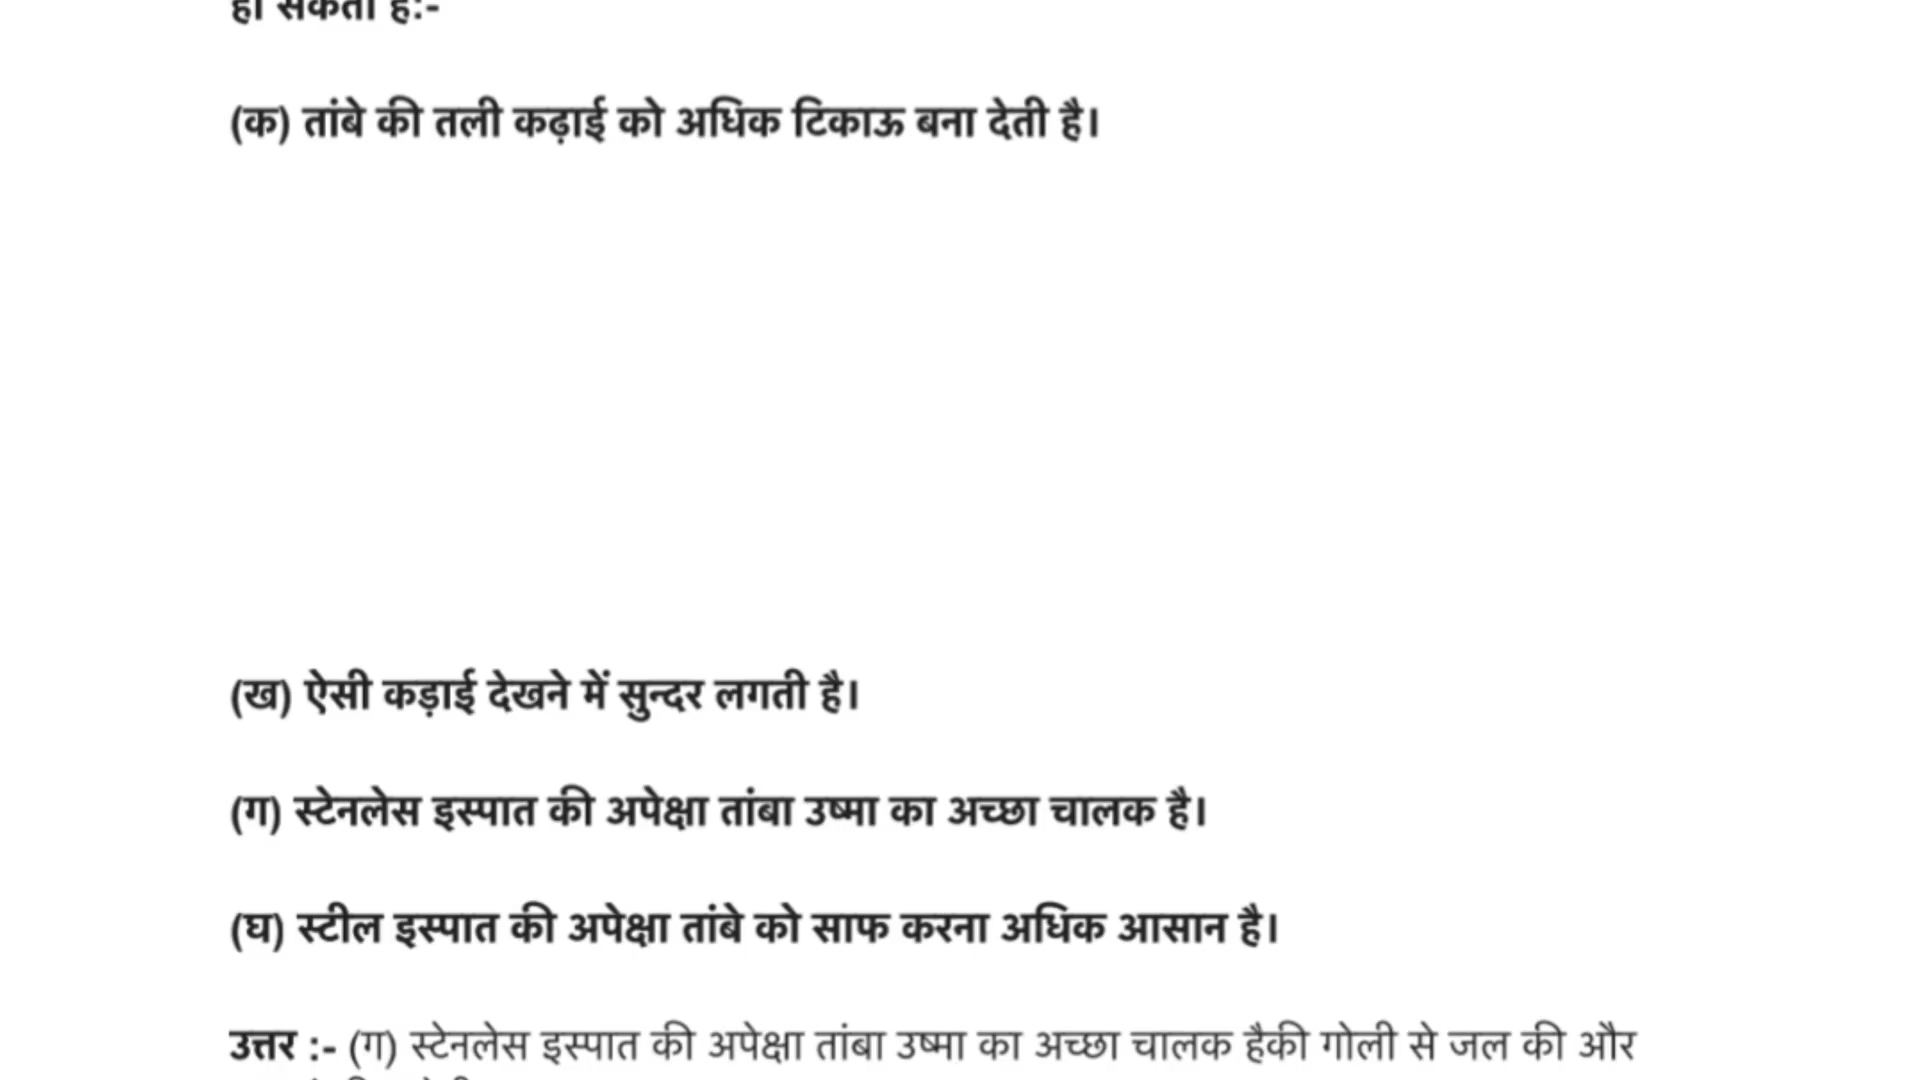 हो सकता है:-
(क) तांबे की तली कढ़ाई को अधिक टिकाऊ बना देती है।
(ख) ऐसी कड़ाई देखने में सुन्दर लगती है।
(ग) स्टेनलेस इस्पात की अपेक्षा तांबा उष्मा का अच्छा चालक है।
(घ) स्टील इस्पात की अपेक्षा तांबे को साफ करना अधिक आसान है।
उत्तर :- (ग) स्टेनलेस इस्पात की अपेक्षा तांबा उष्मा का अच्छा चालक हैकी गोली से जल की और